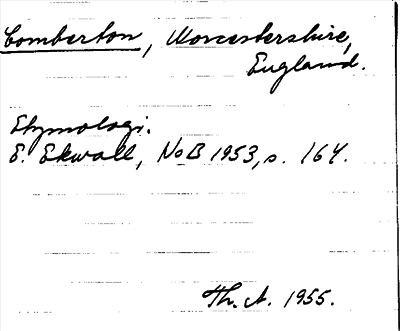 Comberton, Worcestershire,
England.
Etymologi.
E. Ekwall, NoB 1953, s. 164.
Th. A. 1955.